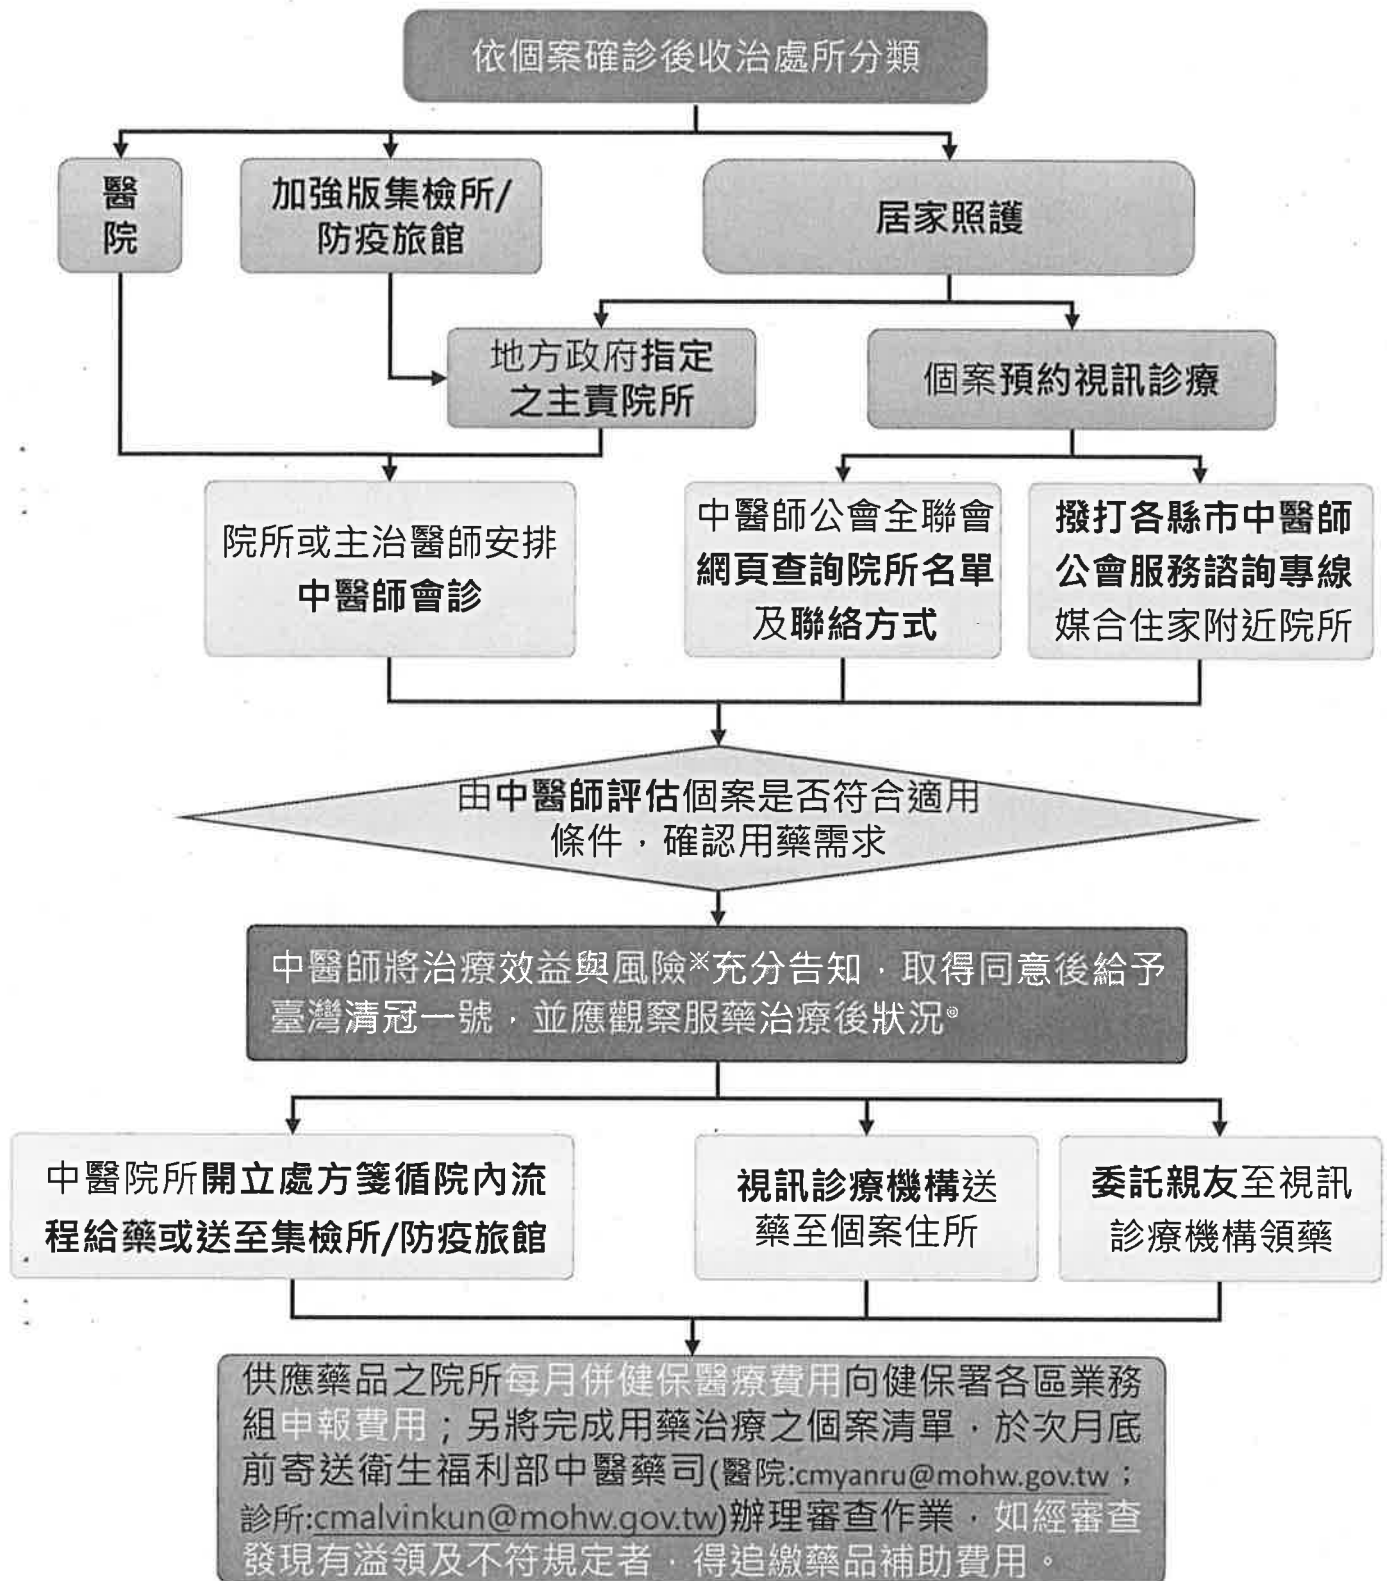 依個案確診後收治處所分類
醫
院
加強版集檢所/
防疫旅館
居家照護
地方政府指定
之主責院所
個案預約視訊診療
院所或主治醫師安排
中醫師會診
中醫師公會全聯會
網頁查詢院所名單
及聯絡方式
撥打各縣市中醫師
公會服務諮詢專線
媒合住家附近院所
由中醫師評估個案是否符合適用
條件，確認用藥需求
中醫師將治療效益與風險※充分告知，取得同意後給予
臺灣清冠一號，並應觀察服藥治療後狀況◎
中醫院所開立處方箋循院內流
程給藥或送至集檢所/防疫旅館
視訊診療機構送
藥至個案住所
委託親友至視訊
診療機構領藥
供應藥品之院所每月併健保醫療費用向健保署各區業務
組申報費用；另將完成用藥治療之個案清單，於次月底
前寄送衛生福利部中醫藥司(醫院:cmyanru@mohw.gov.tw；
診所:cmalvinkun@mohw.gov.tw)辦理審查作業，如經審查
發現有溢領及不符規定者，得追繳藥品補助費用。